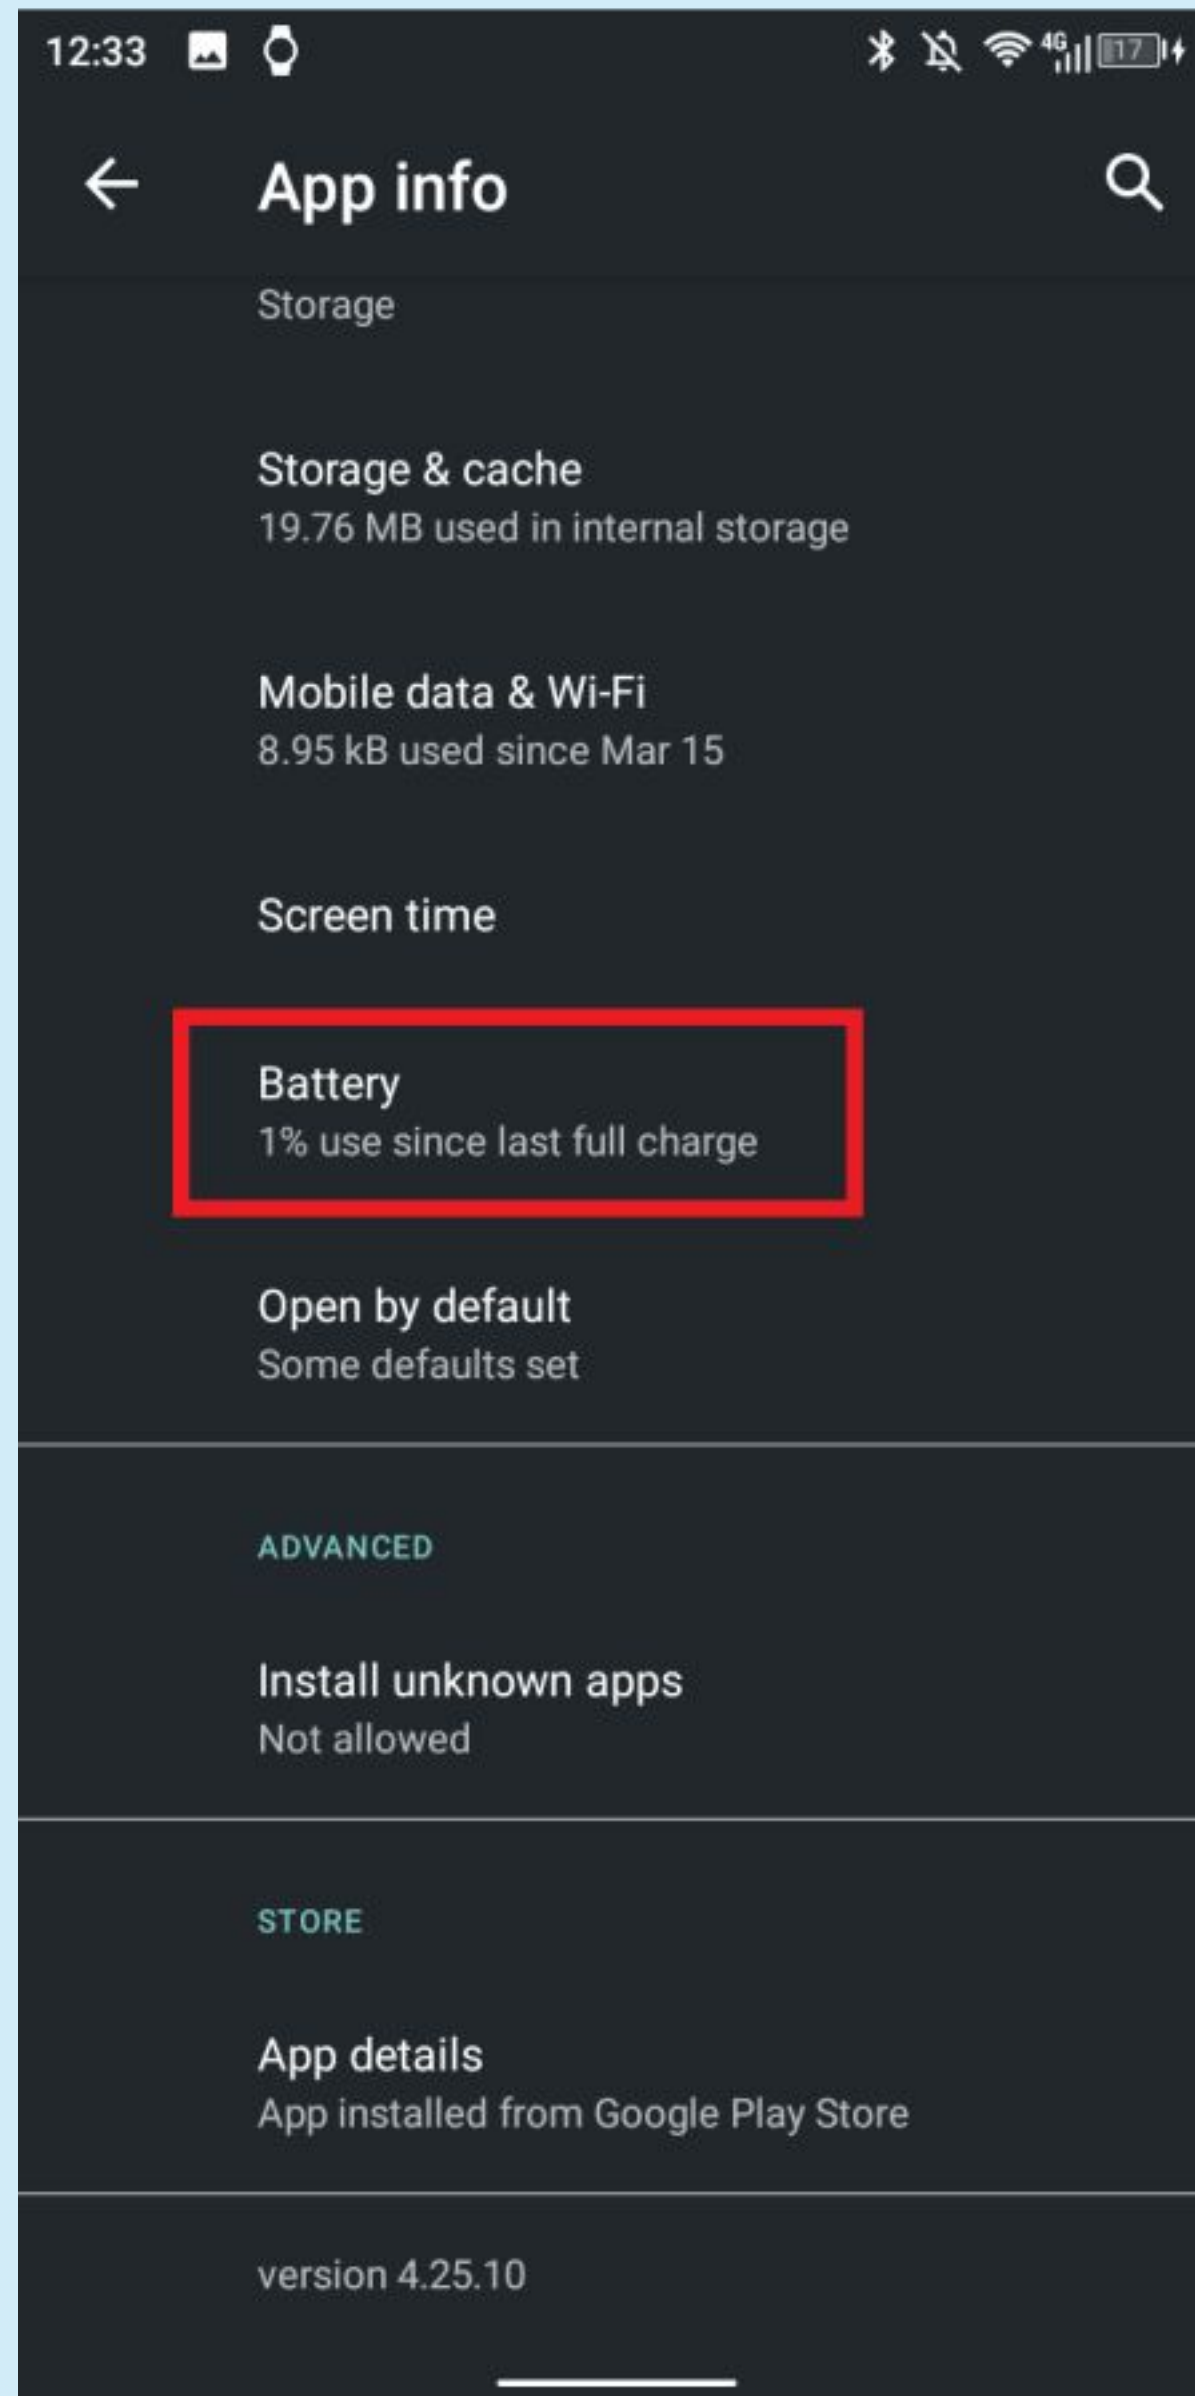 12:33 4G 17
App info
Storage
Storage & cache
19.76 MB used in internal storage
Mobile data & Wi-Fi
8.95 kB used since Mar 15
Screen time
Battery
1% use since last full charge
Open by default
Some defaults set
ADVANCED
Install unknown apps
Not allowed
STORE
App details
App installed from Google Play Store
version 4.25.10